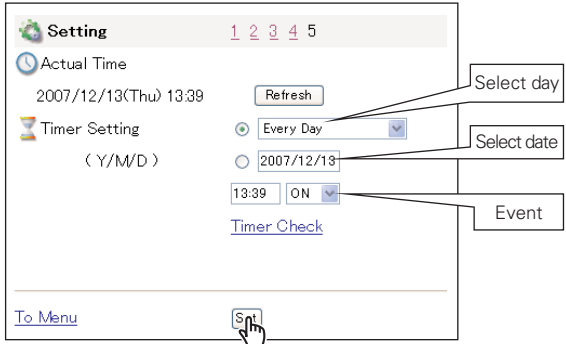 Setting 1 2 3 4 5
Actual Time
2007/12/13(Thu) 13:39 Refresh
Select day
Timer Setting Every Day
Select date
( Y/M/D ) 2007/12/13
13:39 ON
Event
Timer Check
To Menu Set